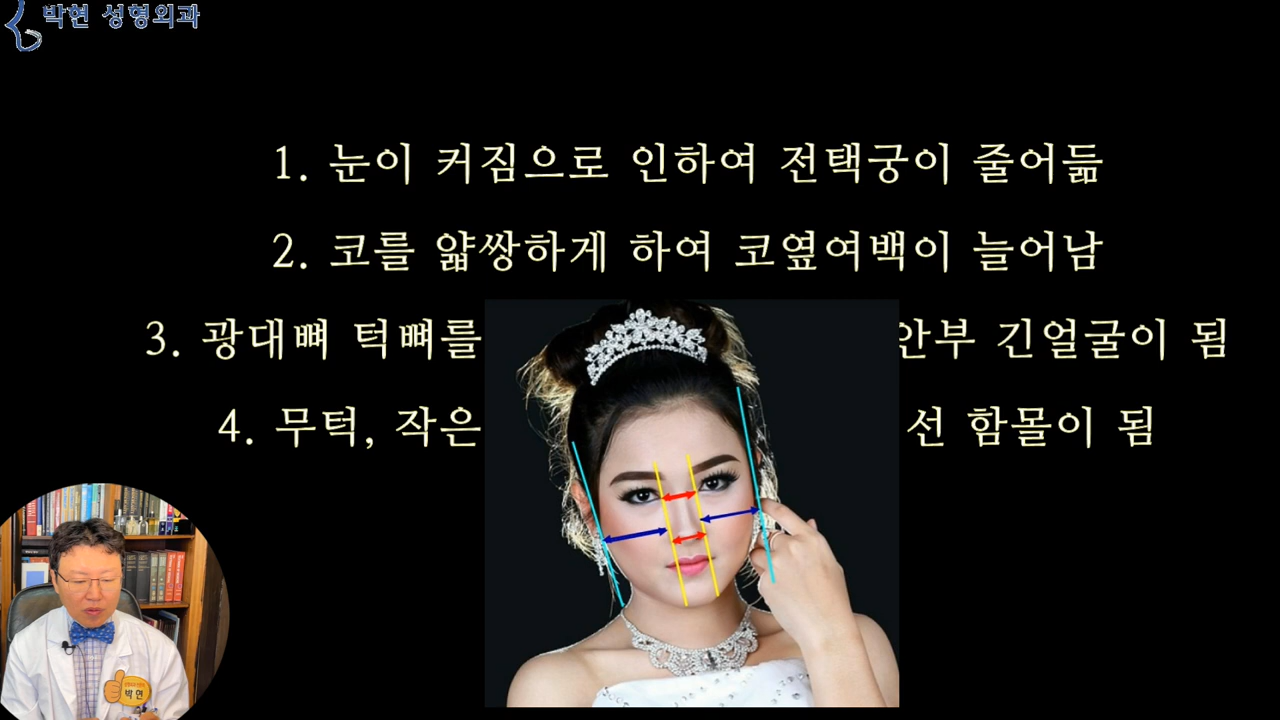 박현 성형외과
1. 눈이 커짐으로 인하여 전택궁이 줄어듦
2. 코를 얇쌍하게 하여 코옆여백이 늘어남
3. 광대뼈 턱뼈를 안부 긴얼굴이 됨
4. 무턱, 작은 선 함몰이 됨
박현